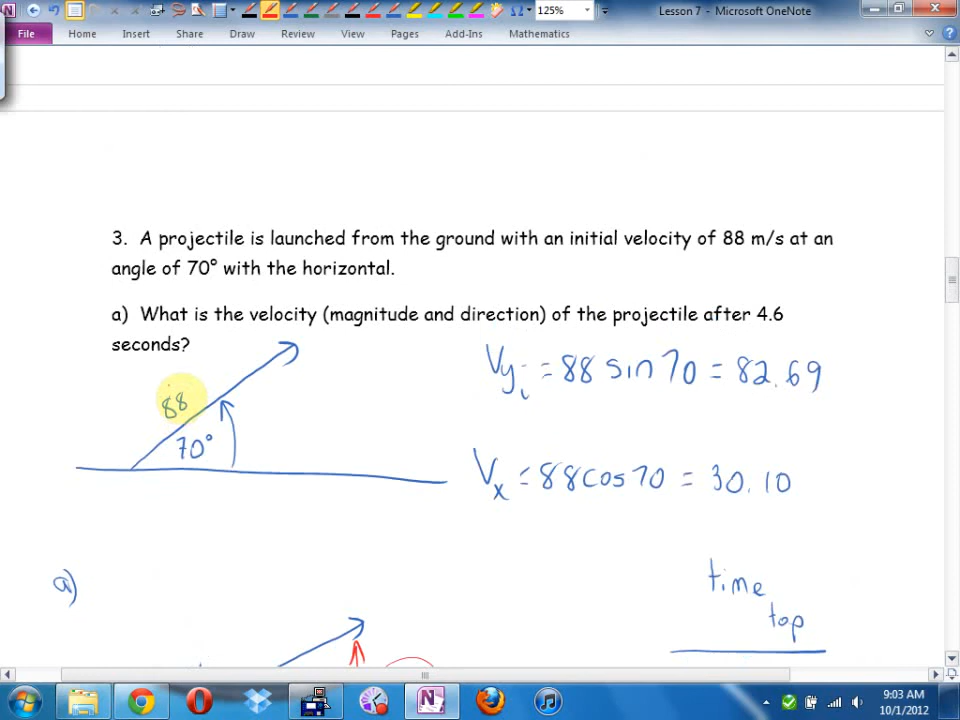 125%
Lesson 7 - Microsoft OneNote
File Home Insert Share Draw Review View Pages Add-Ins Mathematics
3. A projectile is launched from the ground with an initial velocity of 88 m/s at an
angle of 70° with the horizontal.
a) What is the velocity (magnitude and direction) of the projectile after 4.6
seconds?
88
70°
Vyi = 88 sin 70 = 82.69
Vx = 88 cos 70 = 30.10
a)
time
top
9:03 AM
10/1/2012